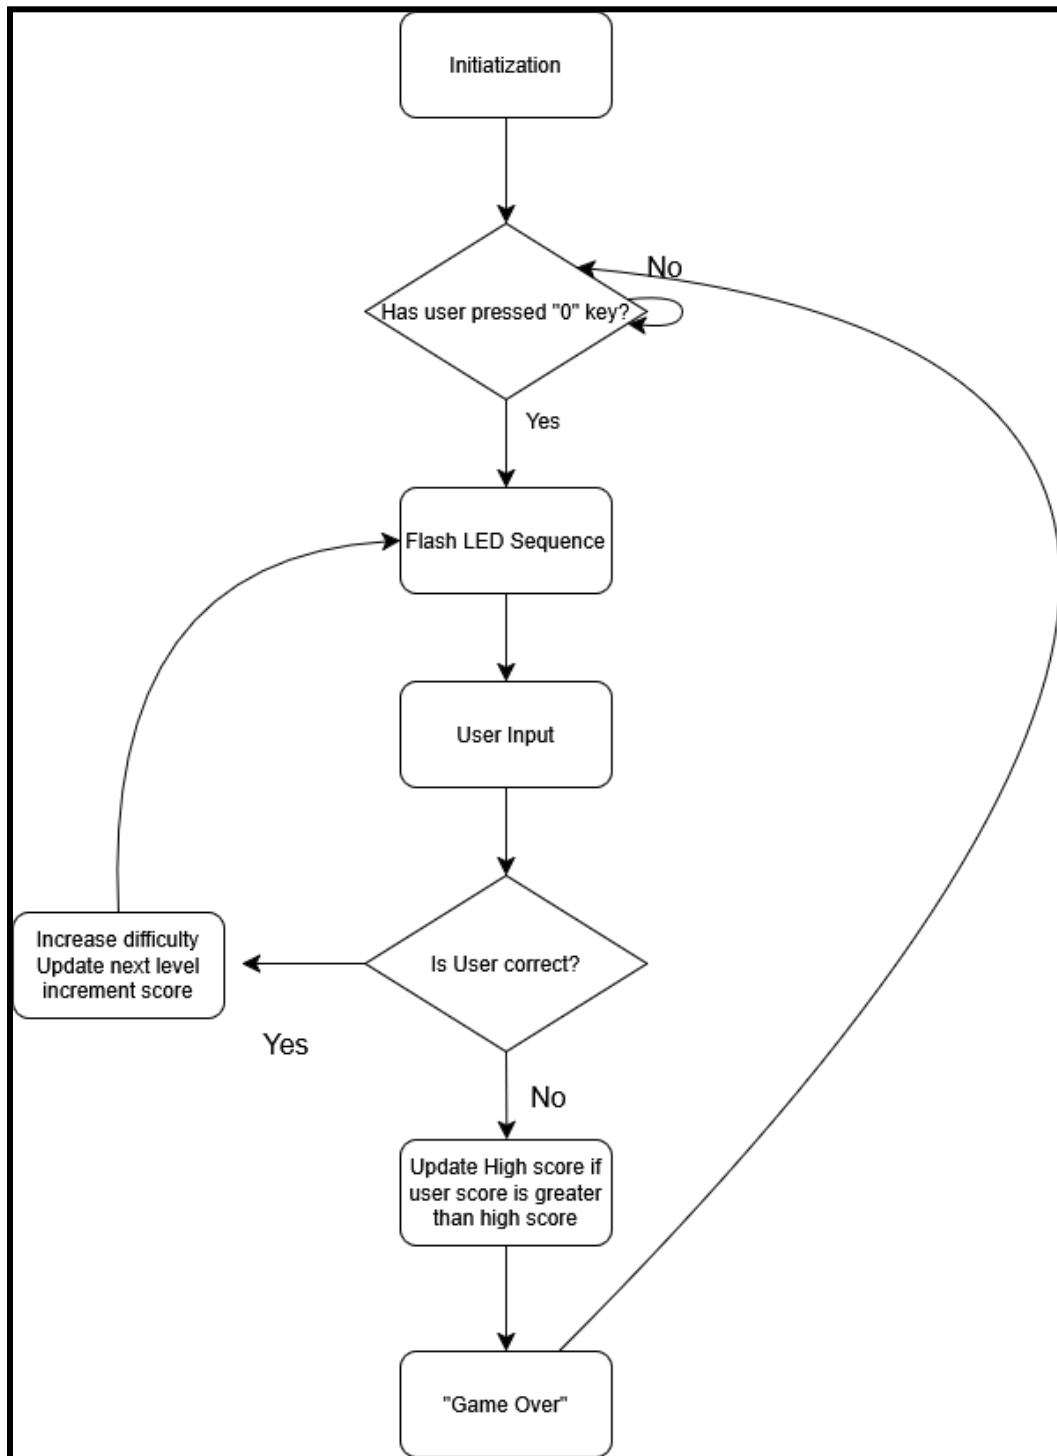 Initiatization
No
Has user pressed "0" key?
Yes
Flash LED Sequence
User Input
Increase difficulty
Update next level
increment score
Is User correct?
Yes
No
Update High score if
user score is greater
than high score
"Game Over"